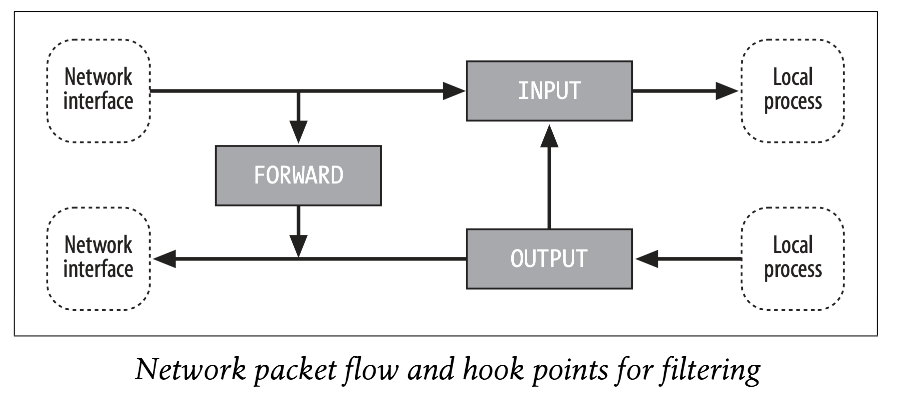 Network
interface
INPUT
Local
process
FORWARD
Network
interface
OUTPUT
Local
process
Network packet flow and hook points for filtering